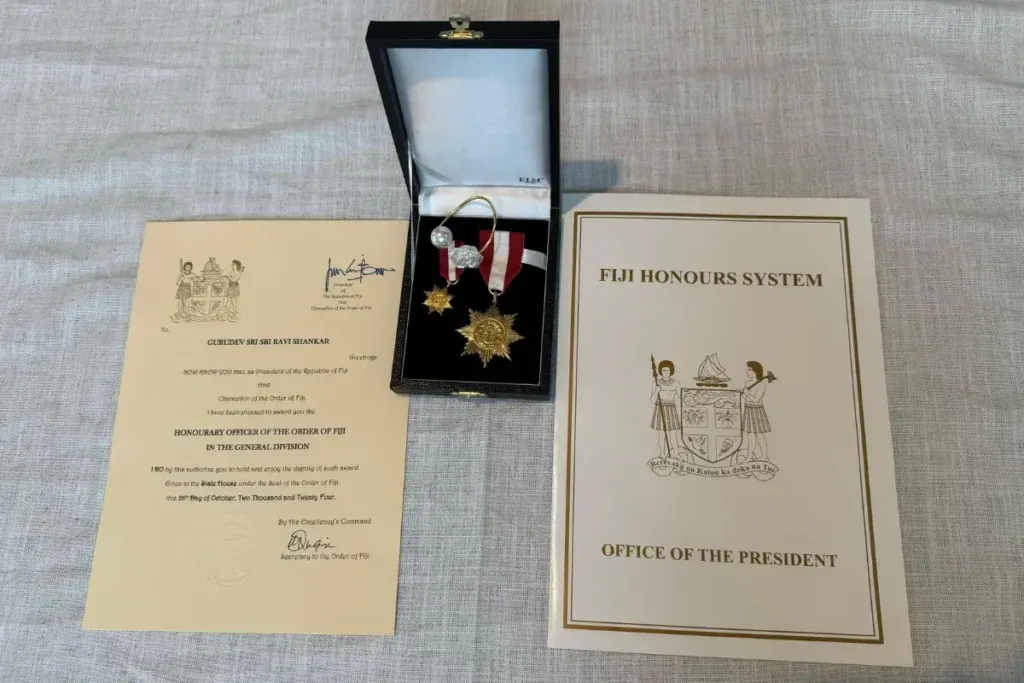 President
of
The Republic of Fiji
and
Chancellor of the Order of Fiji
To,
GURUDEV SRI SRI RAVI SHANKAR
Greetings
NOW KNOW YOU that, as President of the Republic of Fiji
And
Chancellor of the Order of Fiji,
I have been pleased to award you the
HONOURARY OFFICER OF THE ORDER OF FIJI
IN THE GENERAL DIVISION
I DO by this authorise you to hold and enjoy the dignity of such award
Given at the State House under the Seal of the Order of Fiji,
this 26th Day of October, Two Thousand and Twenty Four.
By His Excellency's Command
Secretary to the Order of Fiji
FIJI HONOURS SYSTEM
Rerevaka na Kalou ka doka na Tui
OFFICE OF THE PRESIDENT